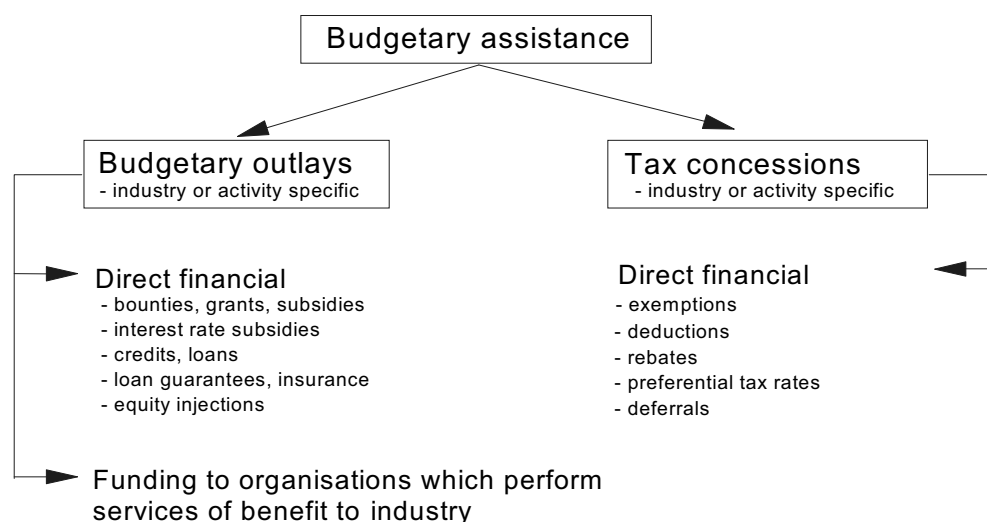 Budgetary assistance
Budgetary outlays
- industry or activity specific
Tax concessions
- industry or activity specific
Direct financial
- bounties, grants, subsidies
- interest rate subsidies
- credits, loans
- loan guarantees, insurance
- equity injections
Direct financial
- exemptions
- deductions
- rebates
- preferential tax rates
- deferrals
Funding to organisations which perform
services of benefit to industry